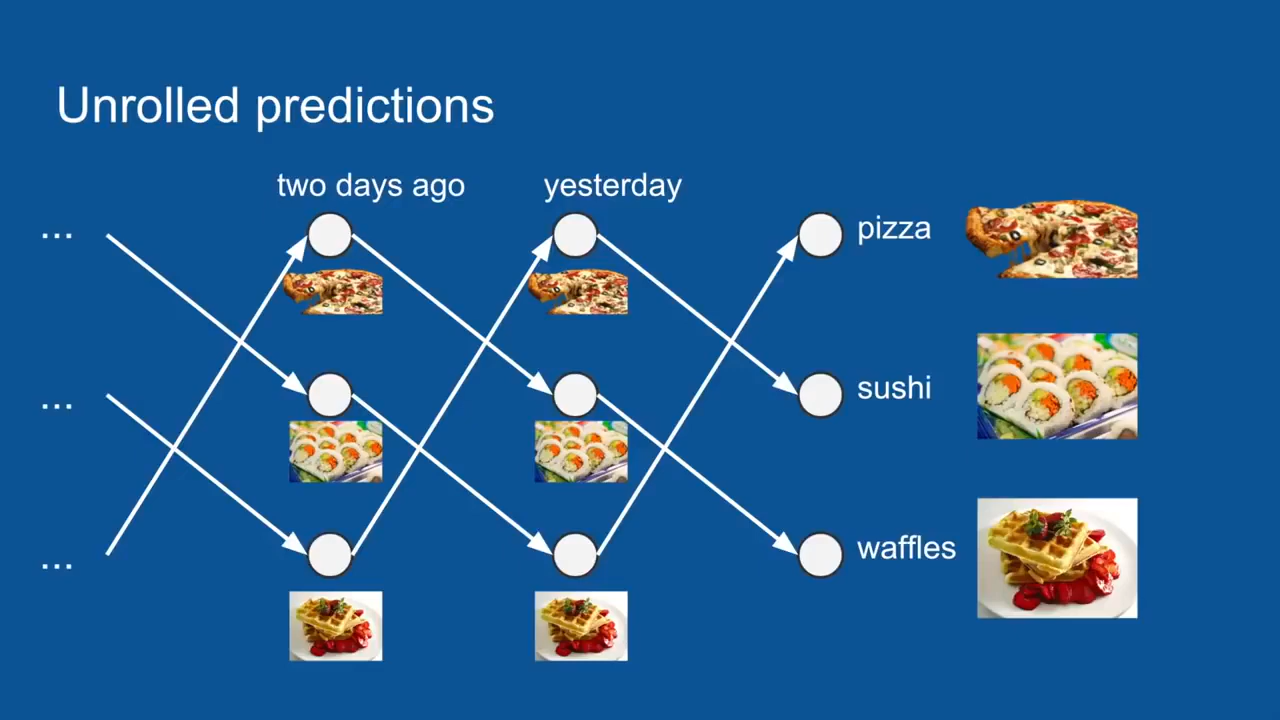 Unrolled predictions
two days ago
yesterday
...
pizza
...
sushi
...
waffles